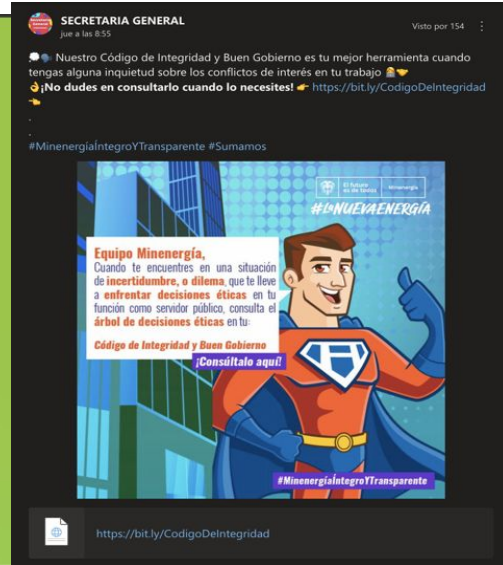 SECRETARIA GENERAL
jue a las 8:55
Visto por 154
Nuestro Código de Integridad y Buen Gobierno es tu mejor herramienta cuando
tengas alguna inquietud sobre los conflictos de interés en tu trabajo
¡No dudes en consultarlo cuando lo necesites! https://bit.ly/CodigoDeIntegridad
.
.
#MinenergíaÍntegroYTransparente #Sumamos
El futuro es de todos
Minenergía
#LaNUEVAENERGÍA
Equipo Minenergía,
Cuando te encuentres en una situación
de incertidumbre, o dilema, que te lleve
a enfrentar decisiones éticas en tu
función como servidor público, consulta el
árbol de decisiones éticas en tu:
Código de Integridad y Buen Gobierno
¡Consúltalo aquí!
#MinenergíaÍntegroYTransparente
https://bit.ly/CodigoDeIntegridad